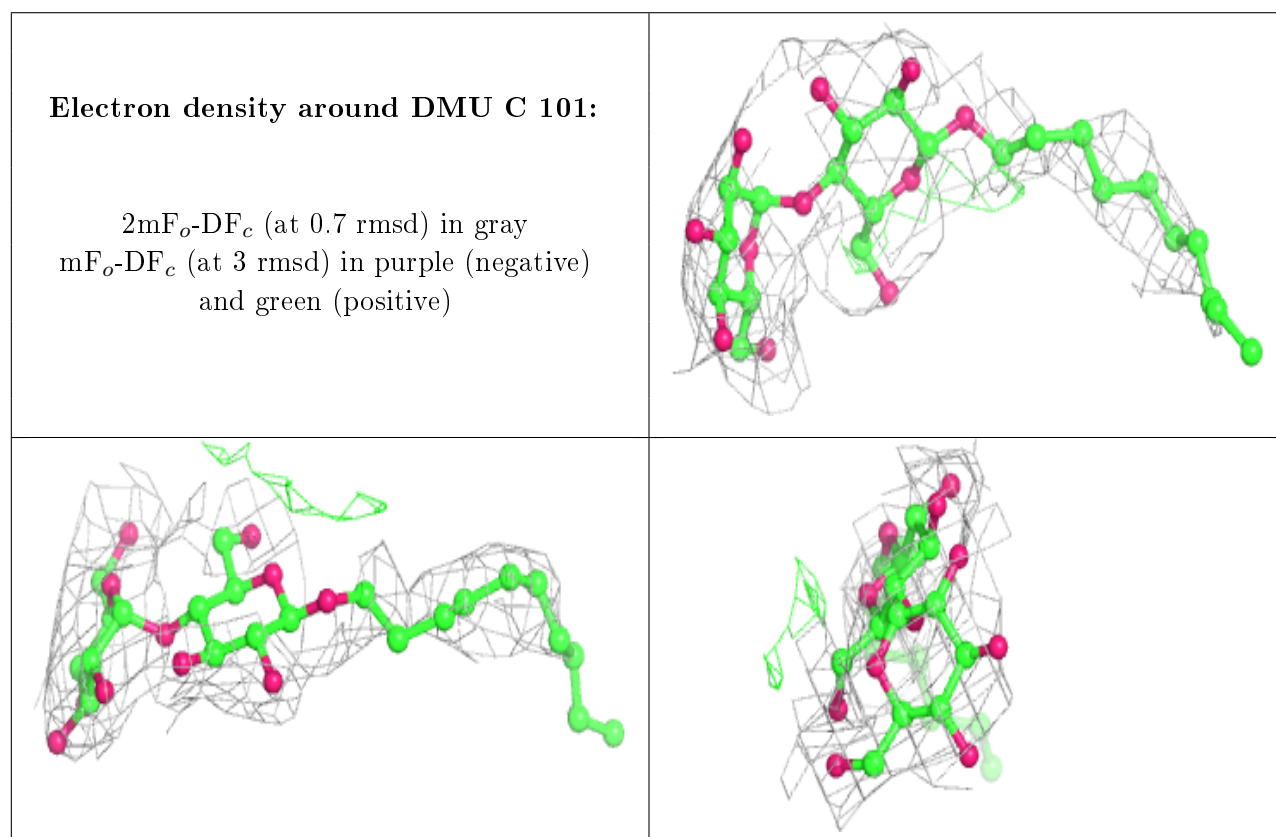 Electron density around DMU C 101:
2mFₒ-DF𝒸 (at 0.7 rmsd) in gray
mFₒ-DF𝒸 (at 3 rmsd) in purple (negative)
and green (positive)